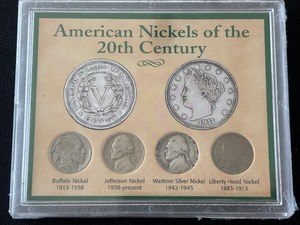 American Nickels of the
20th Century
Buffalo Nickel
1913-1938
Jefferson Nickel
1938-present
Wartime Silver Nickel
1942-1945
Liberty Head Nickel
1883-1913